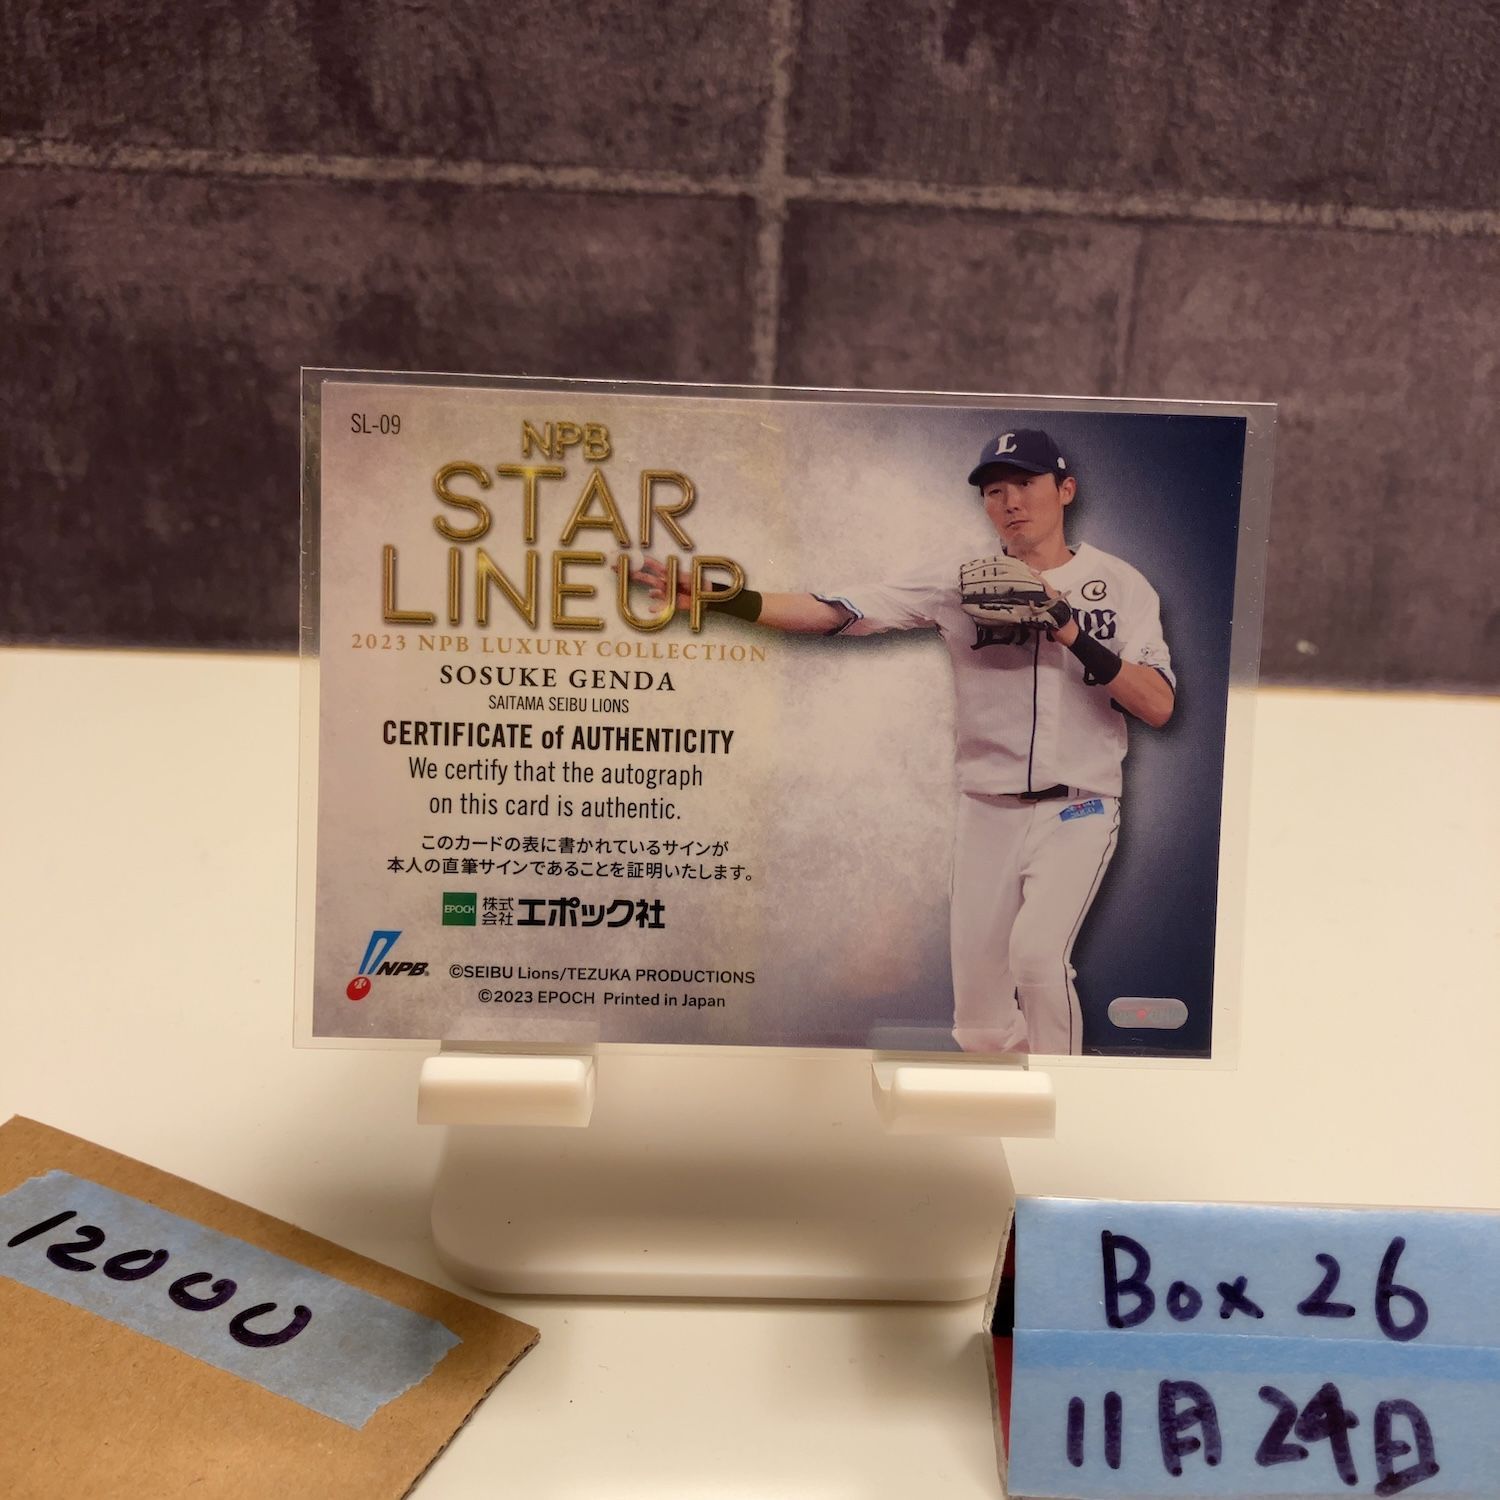 SL-09
NPB
STAR
LINEUP
2023 NPB LUXURY COLLECTION
SOSUKE GENDA
SAITAMA SEIBU LIONS
CERTIFICATE of AUTHENTICITY
We certify that the autograph
on this card is authentic.
このカードの表に書かれているサインが
本人の直筆サインであることを証明いたします。
EPOCH 株式会社 エポック社
NPB
©SEIBU Lions/TEZUKA PRODUCTIONS
©2023 EPOCH Printed in Japan
L
C
12000
Box 26
11月24日